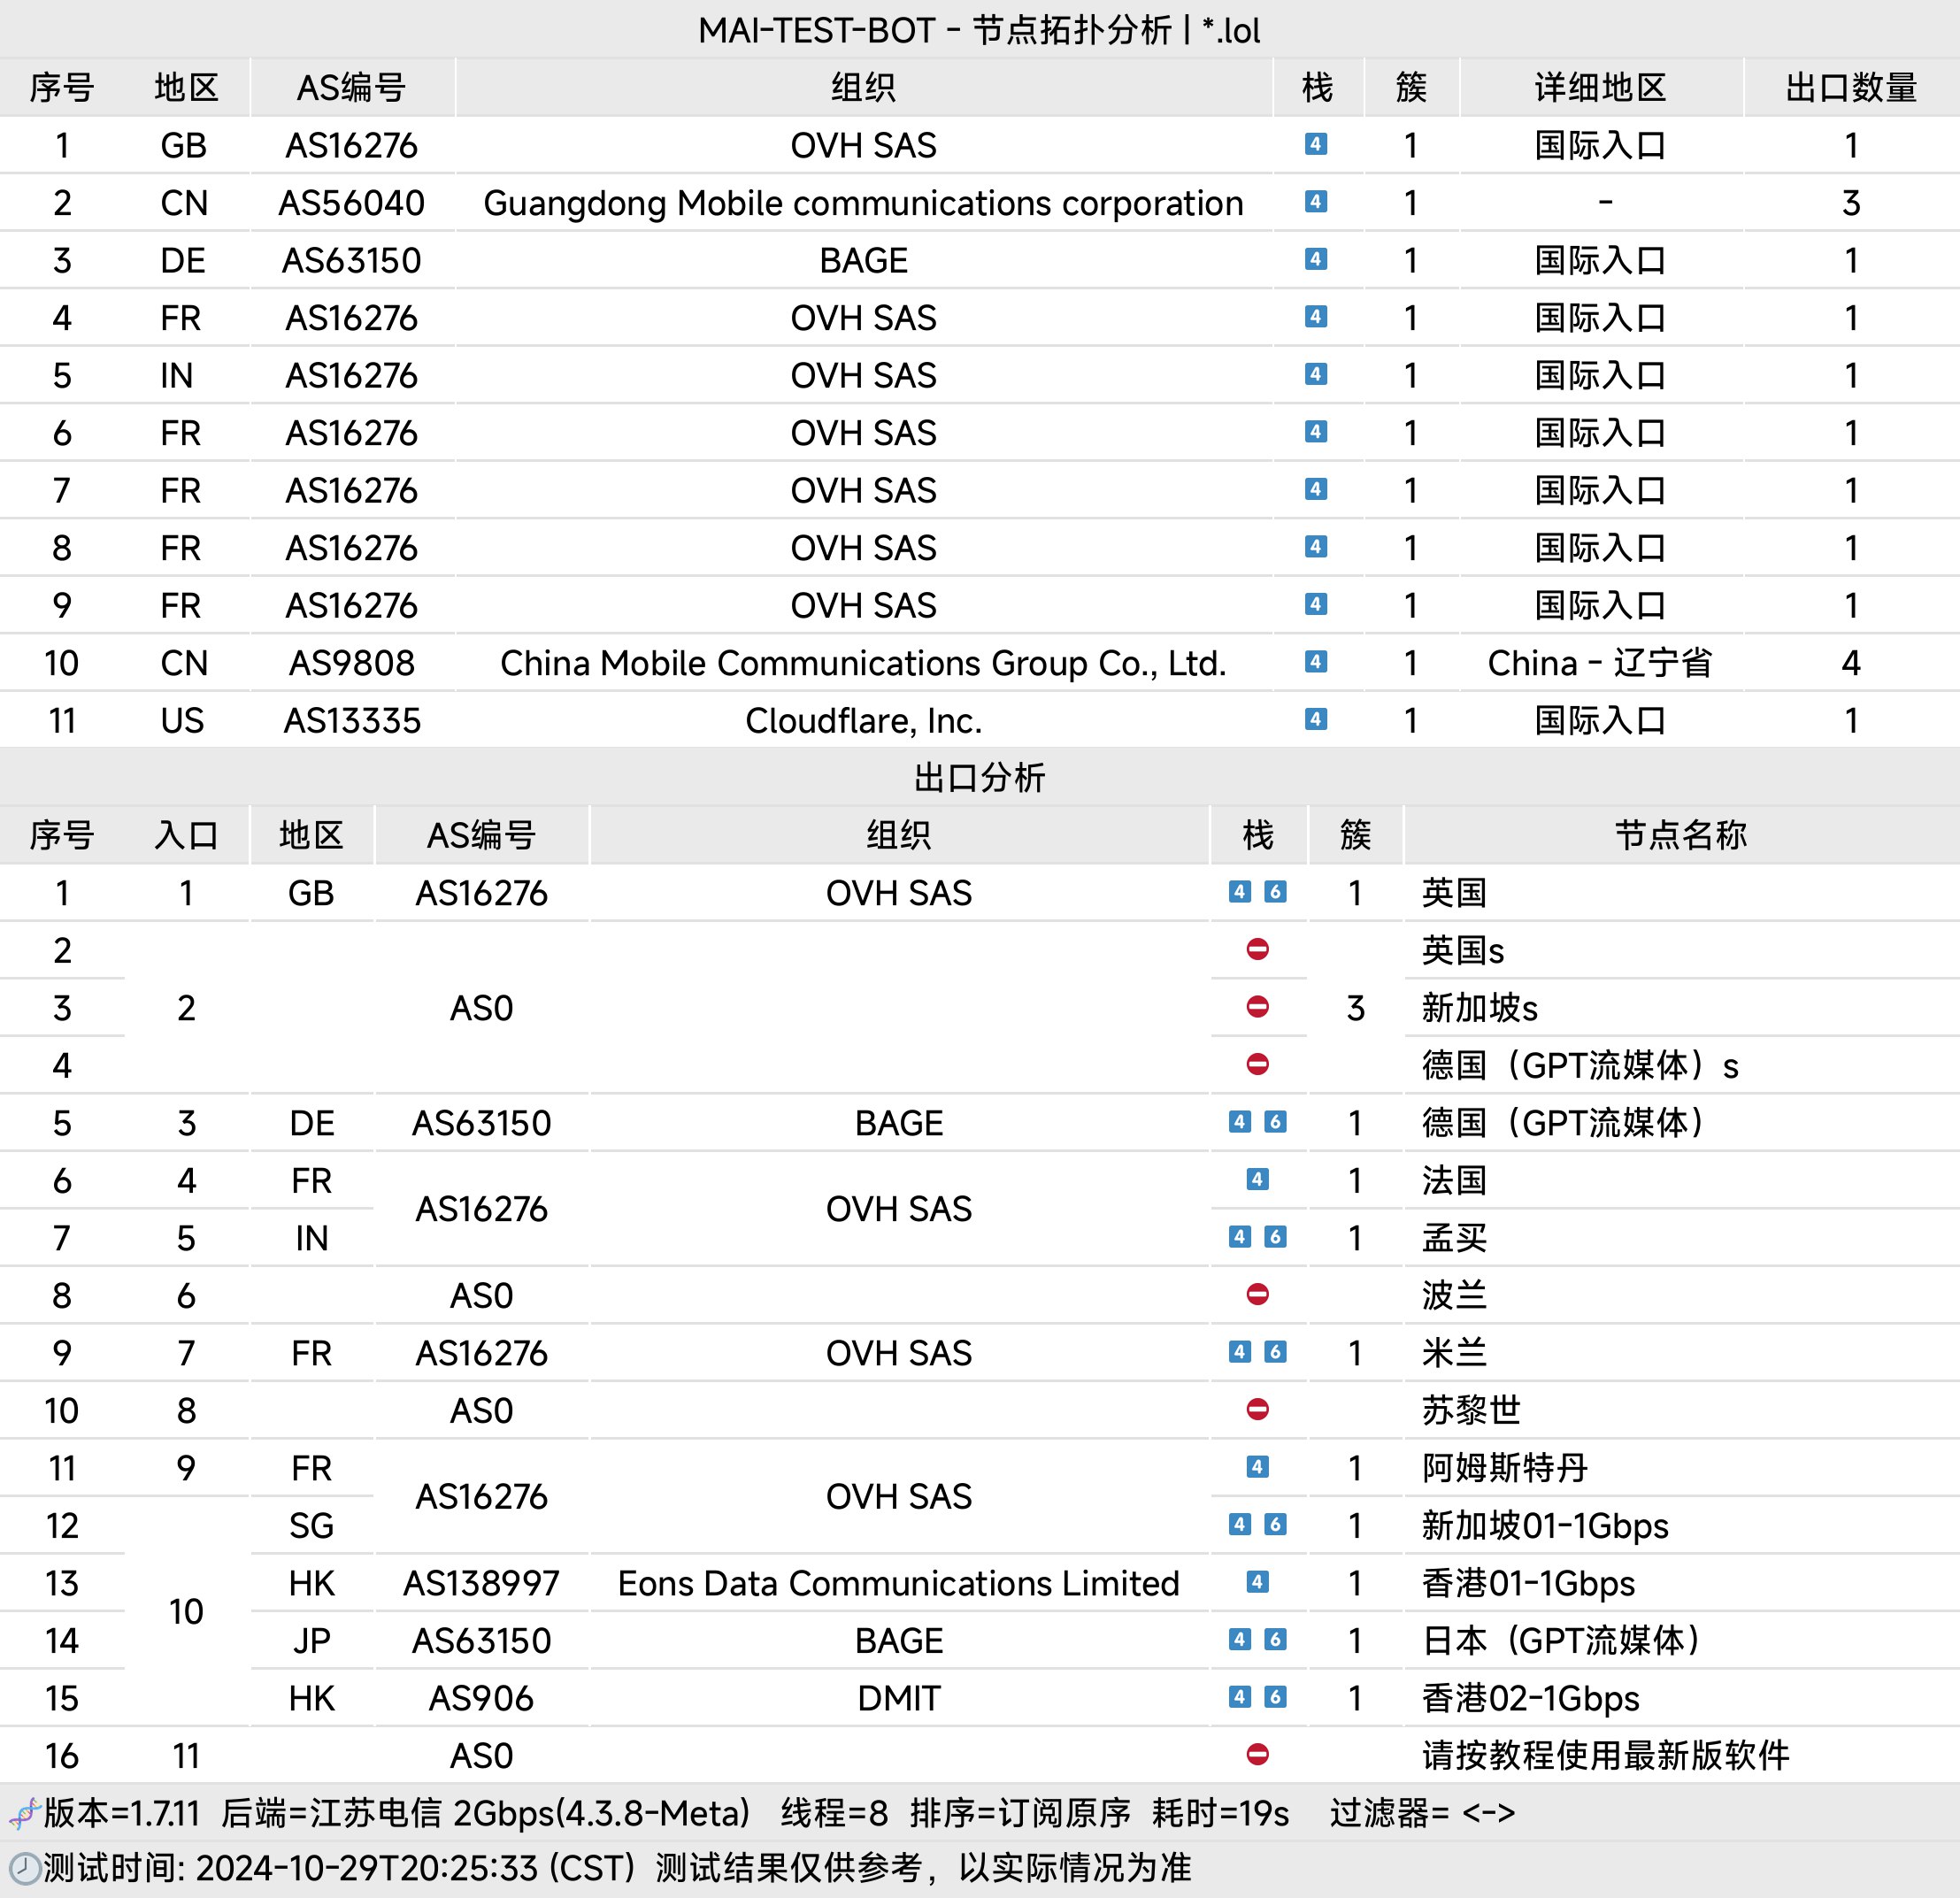 MAI-TEST-BOT - 节点拓扑分析 | *.lol
序号 地区 AS编号 组织 栈 簇 详细地区 出口数量
1 GB AS16276 OVH SAS 4 1 国际入口 1
2 CN AS56040 Guangdong Mobile communications corporation 4 1 - 3
3 DE AS63150 BAGE 4 1 国际入口 1
4 FR AS16276 OVH SAS 4 1 国际入口 1
5 IN AS16276 OVH SAS 4 1 国际入口 1
6 FR AS16276 OVH SAS 4 1 国际入口 1
7 FR AS16276 OVH SAS 4 1 国际入口 1
8 FR AS16276 OVH SAS 4 1 国际入口 1
9 FR AS16276 OVH SAS 4 1 国际入口 1
10 CN AS9808 China Mobile Communications Group Co., Ltd. 4 1 China - 辽宁省 4
11 US AS13335 Cloudflare, Inc. 4 1 国际入口 1
出口分析
序号 入口 地区 AS编号 组织 栈 簇 节点名称
1 1 GB AS16276 OVH SAS 4 6 1 英国
2 英国s
3 2 AS0 3 新加坡s
4 德国（GPT流媒体）s
5 3 DE AS63150 BAGE 4 6 1 德国（GPT流媒体）
6 4 FR 4 1 法国
AS16276 OVH SAS
7 5 IN 4 6 1 孟买
8 6 AS0 波兰
9 7 FR AS16276 OVH SAS 4 6 1 米兰
10 8 AS0 苏黎世
11 9 FR 4 1 阿姆斯特丹
AS16276 OVH SAS
12 SG 4 6 1 新加坡01-1Gbps
13 HK AS138997 Eons Data Communications Limited 4 1 香港01-1Gbps
10
14 JP AS63150 BAGE 4 6 1 日本（GPT流媒体）
15 HK AS906 DMIT 4 6 1 香港02-1Gbps
16 11 AS0 请按教程使用最新版软件
版本=1.7.11 后端=江苏电信 2Gbps(4.3.8-Meta) 线程=8 排序=订阅原序 耗时=19s 过滤器= <->
测试时间: 2024-10-29T20:25:33 (CST) 测试结果仅供参考，以实际情况为准